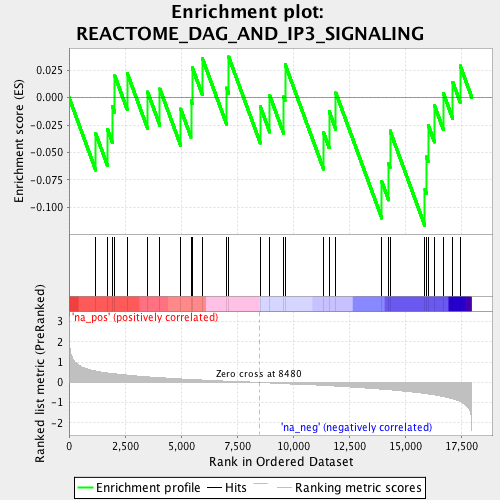 Enrichment plot:
REACTOME_DAG_AND_IP3_SIGNALING
Enrichment score (ES)
0.025
0.000
-0.025
-0.050
-0.075
-0.100
'na_pos' (positively correlated)
Ranked list metric (PreRanked)
3
2
1
0
-1
-2
Zero cross at 8480
'na_neg' (negatively correlated)
0
2,500
5,000
7,500
10,000
12,500
15,000
17,500
Rank in Ordered Dataset
Enrichment profile
Hits
Ranking metric scores